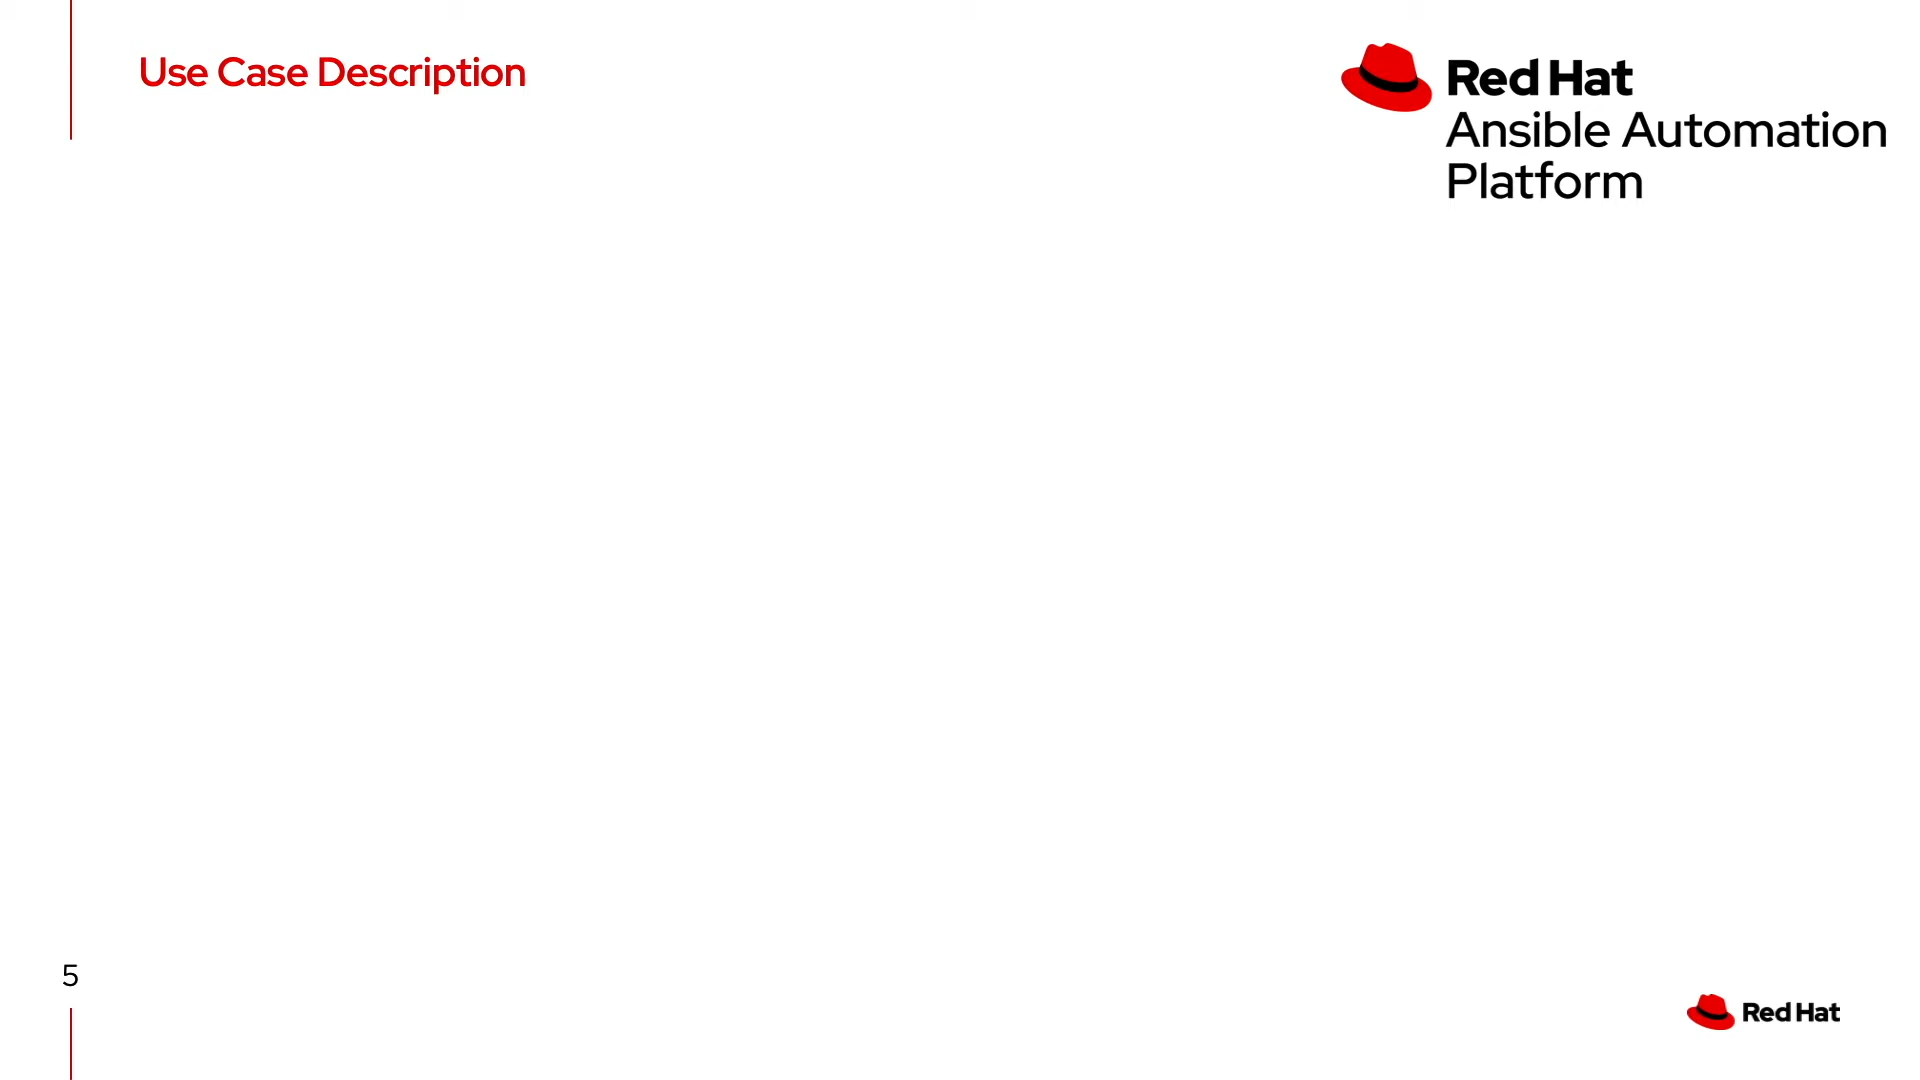 Use Case Description
Red Hat
Ansible Automation
Platform
5
Red Hat